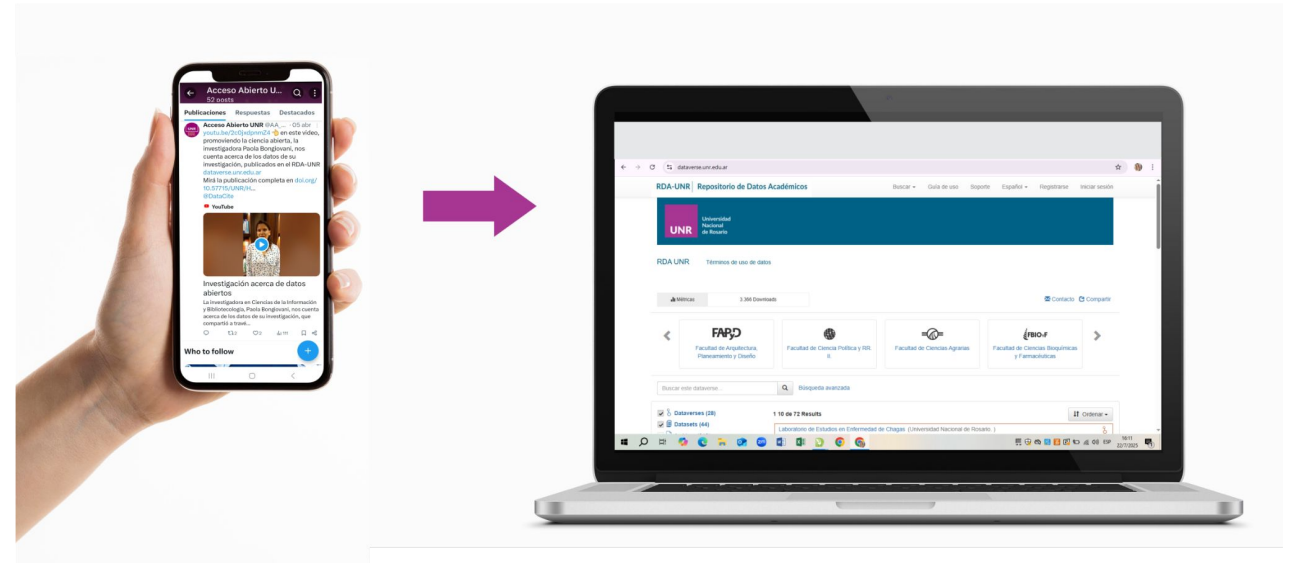 Acceso Abierto U...
52 posts
Publicaciones Respuestas Destacados
Acceso Abierto UNR @AA_... · 05 abr
youtu.be/2c0jxdpnmZ4 👈 en este video,
promoviendo la ciencia abierta, la
investigadora Paola Bongiovani, nos
cuenta acerca de los datos de su
investigación, publicados en el RDA-UNR
dataverse.unr.edu.ar
Mirá la publicación completa en doi.org/
10.57715/UNR/H...
@DataCite
YouTube
Investigación acerca de datos
abiertos
La investigadora en Ciencias de la Información
y Bibliotecología, Paola Bongiovani, nos cuenta
acerca de los datos de su investigación, que
compartió a travé...
Who to follow
dataverse.unr.edu.ar
RDA-UNR Repositorio de Datos Académicos Buscar Guía de uso Soporte Español Registrarse Iniciar sesión
UNR
Universidad
Nacional
de Rosario
RDA UNR Términos de uso de datos
Métricas 3.366 Downloads Contacto Compartir
FAPyD
FBIO-F
Facultad de Arquitectura, Planeamiento y Diseño
Facultad de Ciencia Política y RR. II.
Facultad de Ciencias Agrarias
Facultad de Ciencias Bioquímicas y Farmacéuticas
Buscar este dataverse... Búsqueda avanzada
Dataverses (28) 1 10 de 72 Results Ordenar
Datasets (44)
Laboratorio de Estudios en Enfermedad de Chagas (Universidad Nacional de Rosario. )
ESP
16:11
22/7/2025